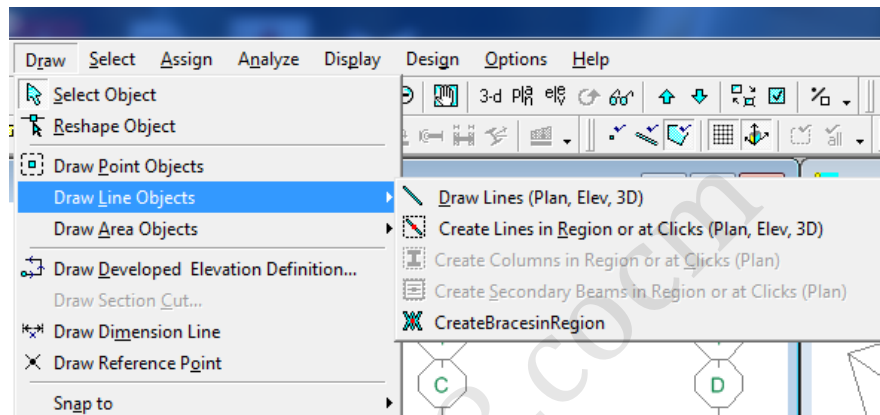 Draw Select Assign Analyze Display Design Options Help
Select Object
3-d
Reshape Object
all
Draw Point Objects
Draw Line Objects
Draw Lines (Plan, Elev, 3D)
Draw Area Objects
Create Lines in Region or at Clicks (Plan, Elev, 3D)
Create Columns in Region or at Clicks (Plan)
Draw Developed Elevation Definition...
Create Secondary Beams in Region or at Clicks (Plan)
Draw Section Cut...
CreateBracesinRegion
Draw Dimension Line
Draw Reference Point
C
D
Snap to